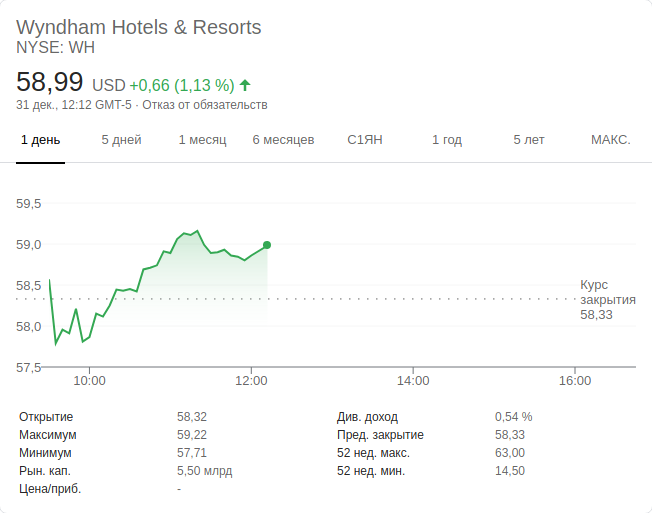 Wyndham Hotels & Resorts
NYSE: WH
58,99 USD +0,66 (1,13 %)
31 дек., 12:12 GMT-5 · Отказ от обязательств
1 день 5 дней 1 месяц 6 месяцев С1ЯН 1 год 5 лет МАКС.
59,5
59,0
58,5
58,0
57,5
Курс
закрытия
58,33
10:00 12:00 14:00 16:00
Открытие 58,32
Максимум 59,22
Минимум 57,71
Рын. кап. 5,50 млрд
Цена/приб. -
Див. доход 0,54 %
Пред. закрытие 58,33
52 нед. макс. 63,00
52 нед. мин. 14,50